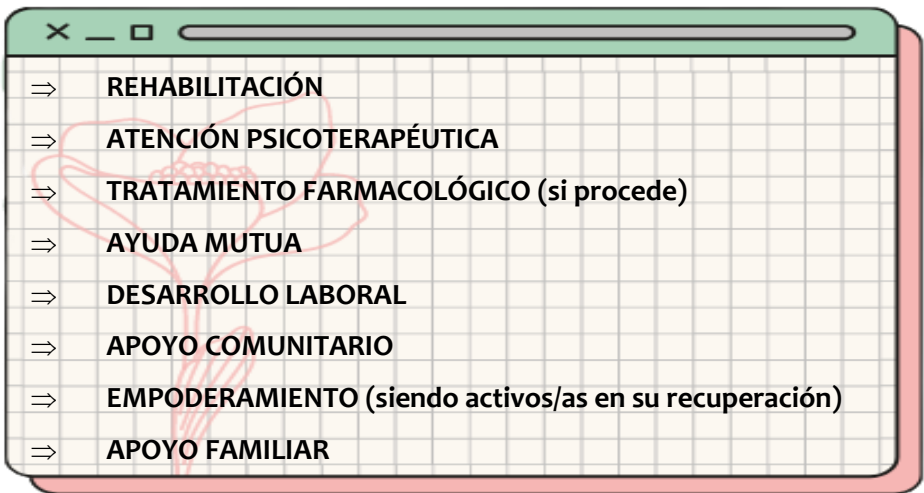 ⇒ REHABILITACIÓN
⇒ ATENCIÓN PSICOTERAPÉUTICA
⇒ TRATAMIENTO FARMACOLÓGICO (si procede)
⇒ AYUDA MUTUA
⇒ DESARROLLO LABORAL
⇒ APOYO COMUNITARIO
⇒ EMPODERAMIENTO (siendo activos/as en su recuperación)
⇒ APOYO FAMILIAR